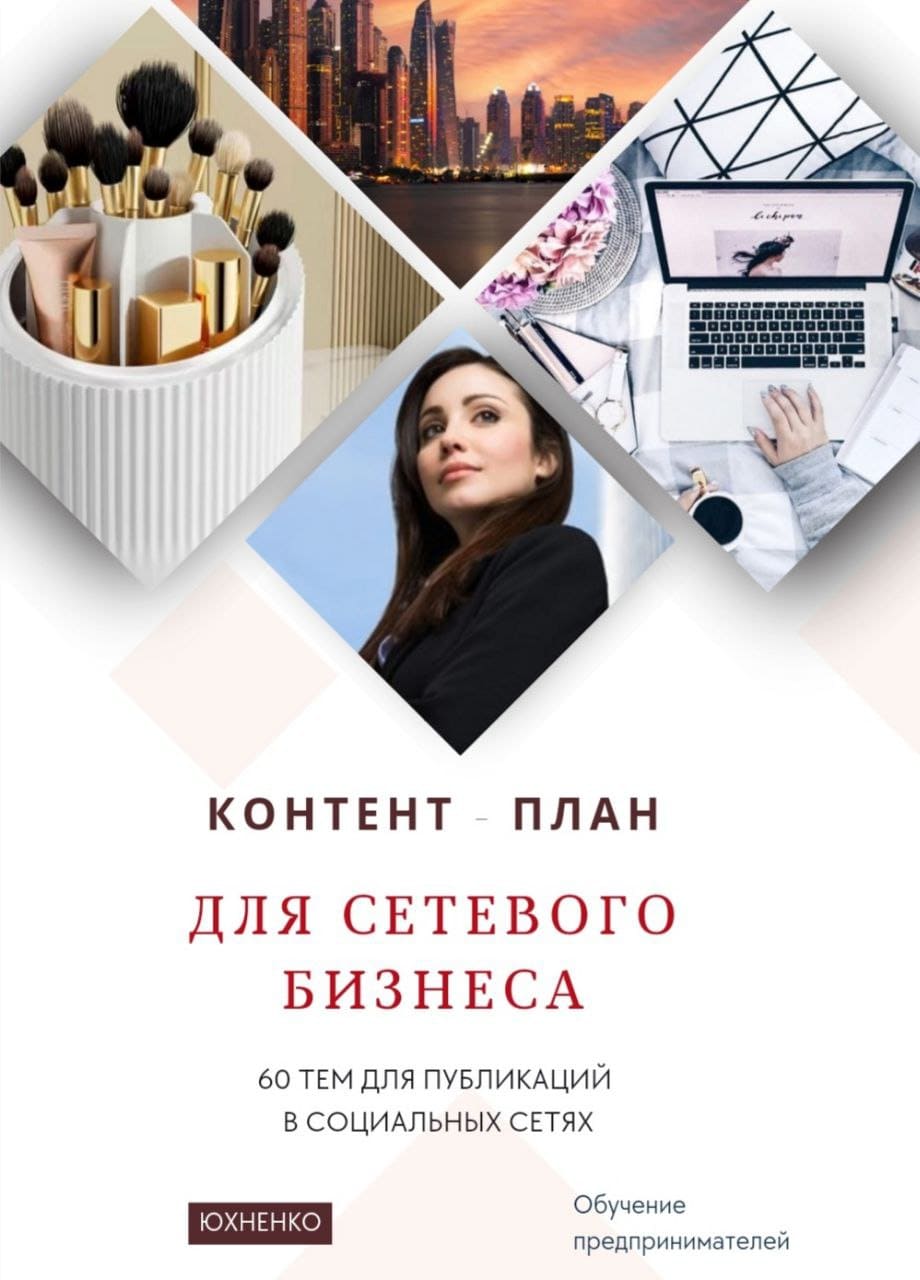 КОНТЕНТ - ПЛАН
ДЛЯ СЕТЕВОГО
БИЗНЕСА
60 ТЕМ ДЛЯ ПУБЛИКАЦИЙ
В СОЦИАЛЬНЫХ СЕТЯХ
ЮХНЕНКО
Обучение
предпринимателей